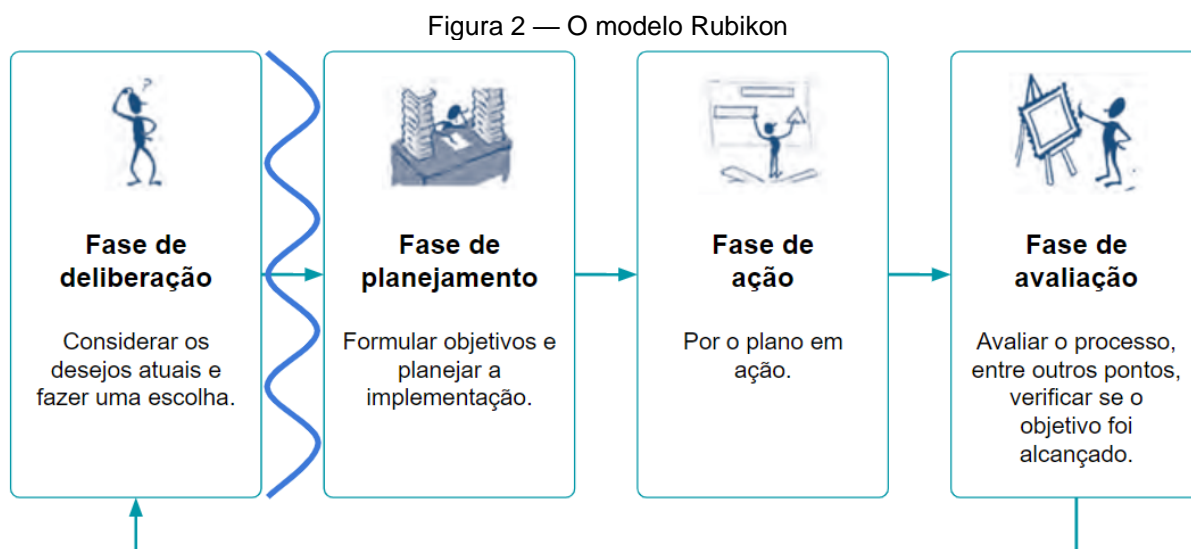 Figura 2 — O modelo Rubikon
Fase de
deliberação
Considerar os
desejos atuais e
fazer uma escolha.
Fase de
planejamento
Formular objetivos e
planejar a
implementação.
Fase de
ação
Por o plano em
ação.
Fase de
avaliação
Avaliar o processo,
entre outros pontos,
verificar se o
objetivo foi
alcançado.